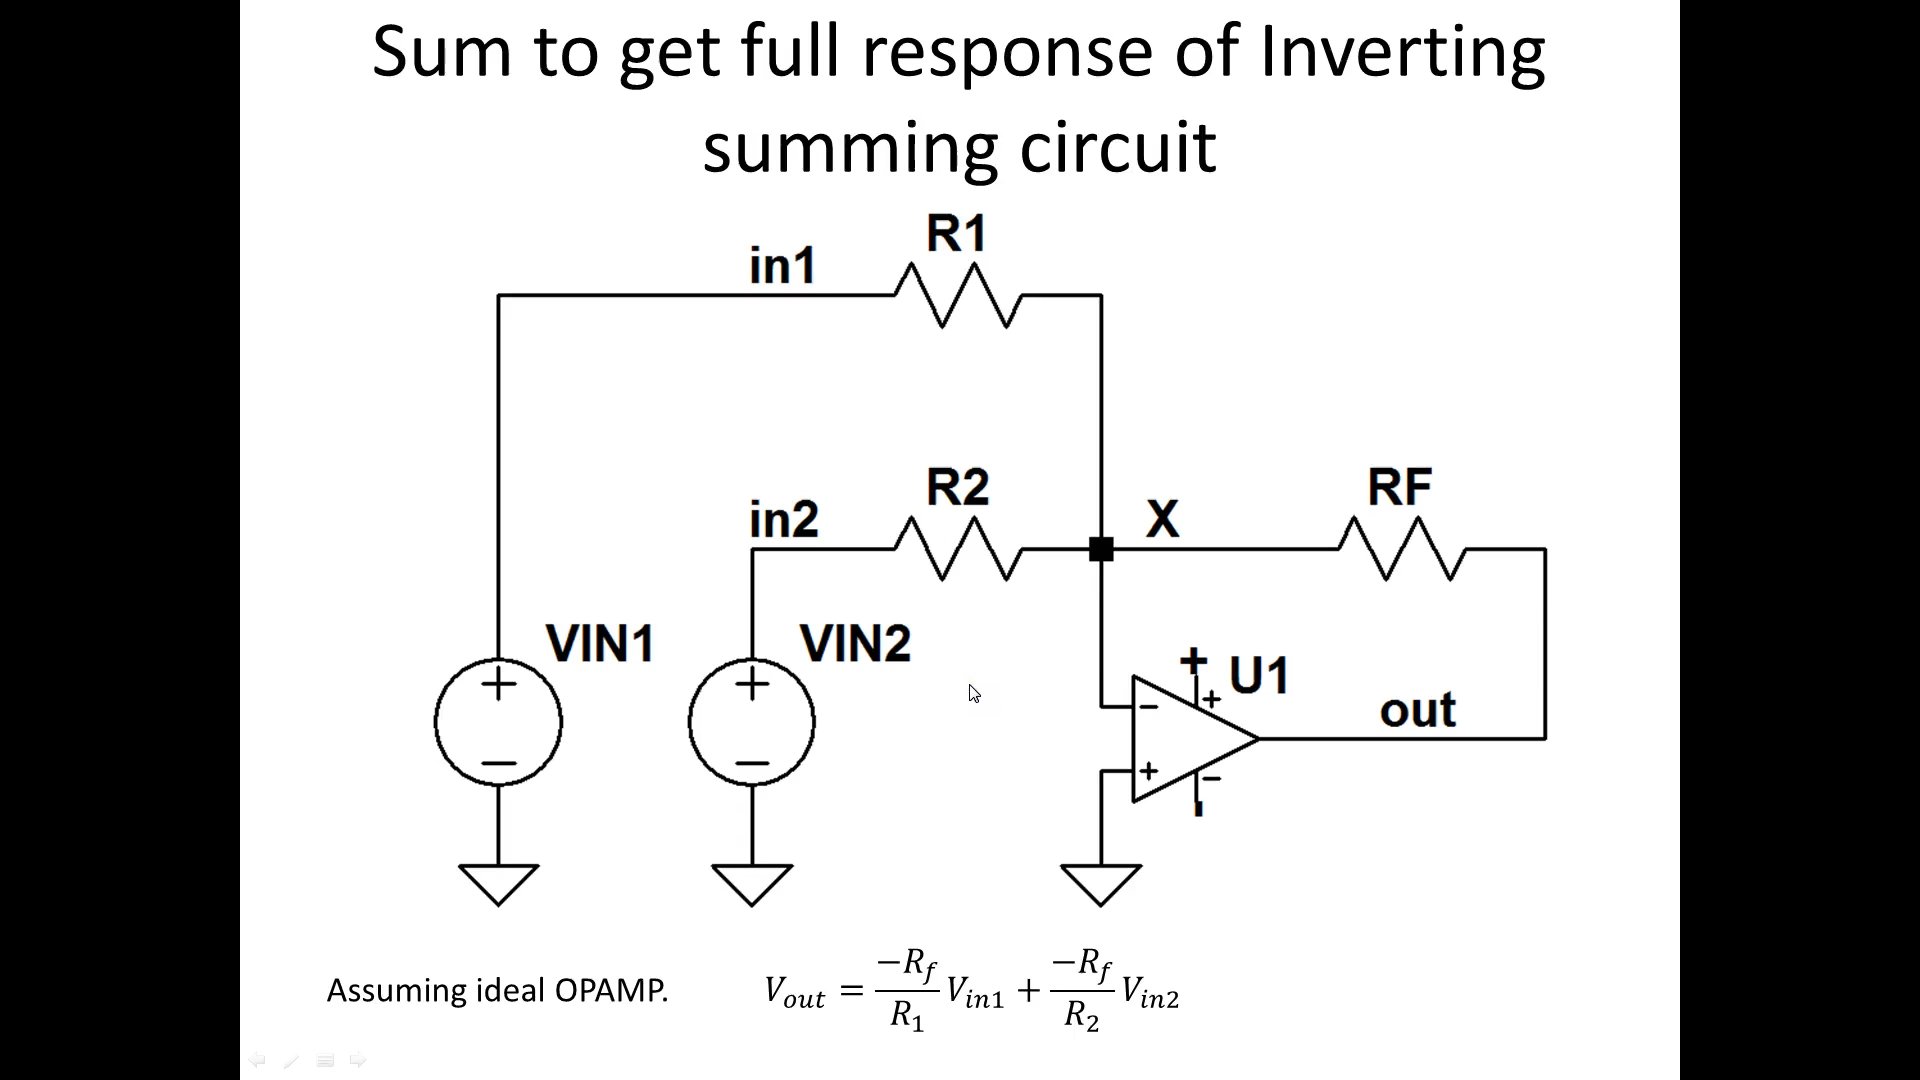 Sum to get full response of Inverting
summing circuit
R1
in1
R2
in2
X
RF
VIN1
VIN2
+
U1
+
−
out
+
−
+
−
+
−
Assuming ideal OPAMP.
V_out = −R_f/R_1 V_in1 + −R_f/R_2 V_in2